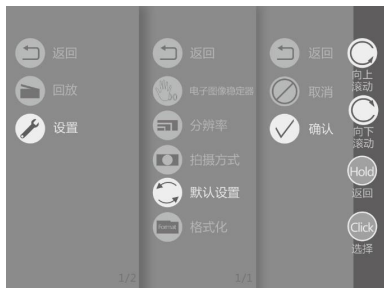 返回
回放
设置
1/2
返回
电子图像稳定器
分辨率
拍摄方式
默认设置
Format
格式化
1/1
返回
取消
确认
向上
滚动
向下
滚动
Hold
返回
Click
选择